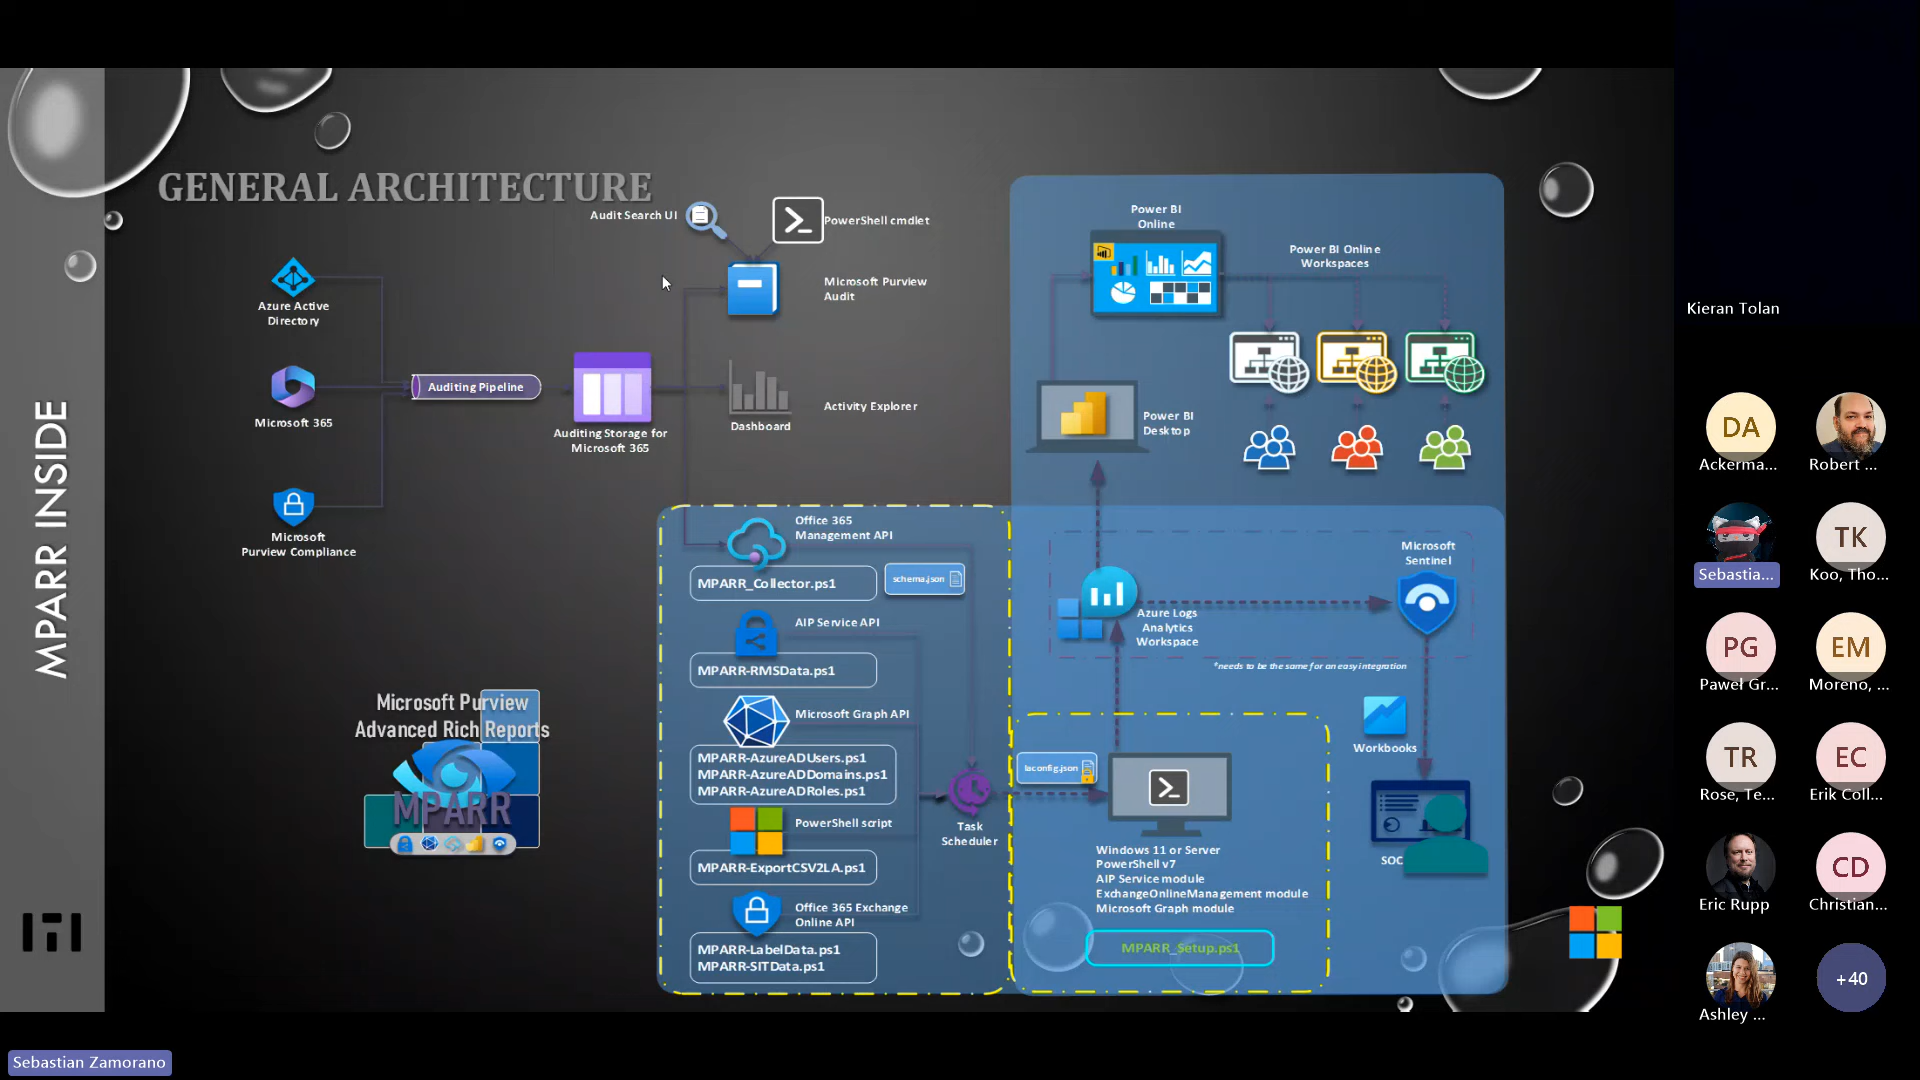 MPARR INSIDE
GENERAL ARCHITECTURE
Audit Search UI
PowerShell cmdlet
Microsoft Purview
Audit
Azure Active
Directory
Microsoft 365
Microsoft
Purview Compliance
Auditing Pipeline
Auditing Storage for
Microsoft 365
Dashboard
Activity Explorer
Power BI
Online
Power BI Online
Workspaces
Power BI
Desktop
Office 365
Management API
MPARR_Collector.ps1
schema.json
AIP Service API
MPARR-RMSData.ps1
Microsoft Graph API
MPARR-AzureADUsers.ps1
MPARR-AzureADDomains.ps1
MPARR-AzureADRoles.ps1
PowerShell script
MPARR-ExportCSV2LA.ps1
Office 365 Exchange
Online API
MPARR-LabelData.ps1
MPARR-SITData.ps1
Task
Scheduler
Azure Logs
Analytics
Workspace
Microsoft
Sentinel
*needs to be the same for an easy integration
laconfig.json
Windows 11 or Server
PowerShell v7
AIP Service module
ExchangeOnlineManagement module
Microsoft Graph module
MPARR_Setup.ps1
Workbooks
SOC
Microsoft Purview
Advanced Rich Reports
MPARR
Kieran Tolan
DA
Ackerma...
Robert ...
Sebastia...
TK
Koo, Tho...
PG
Pawel Gr...
EM
Moreno, ...
TR
Rose, Te...
EC
Erik Coll...
Eric Rupp
CD
Christian...
Ashley ...
+40
Sebastian Zamorano